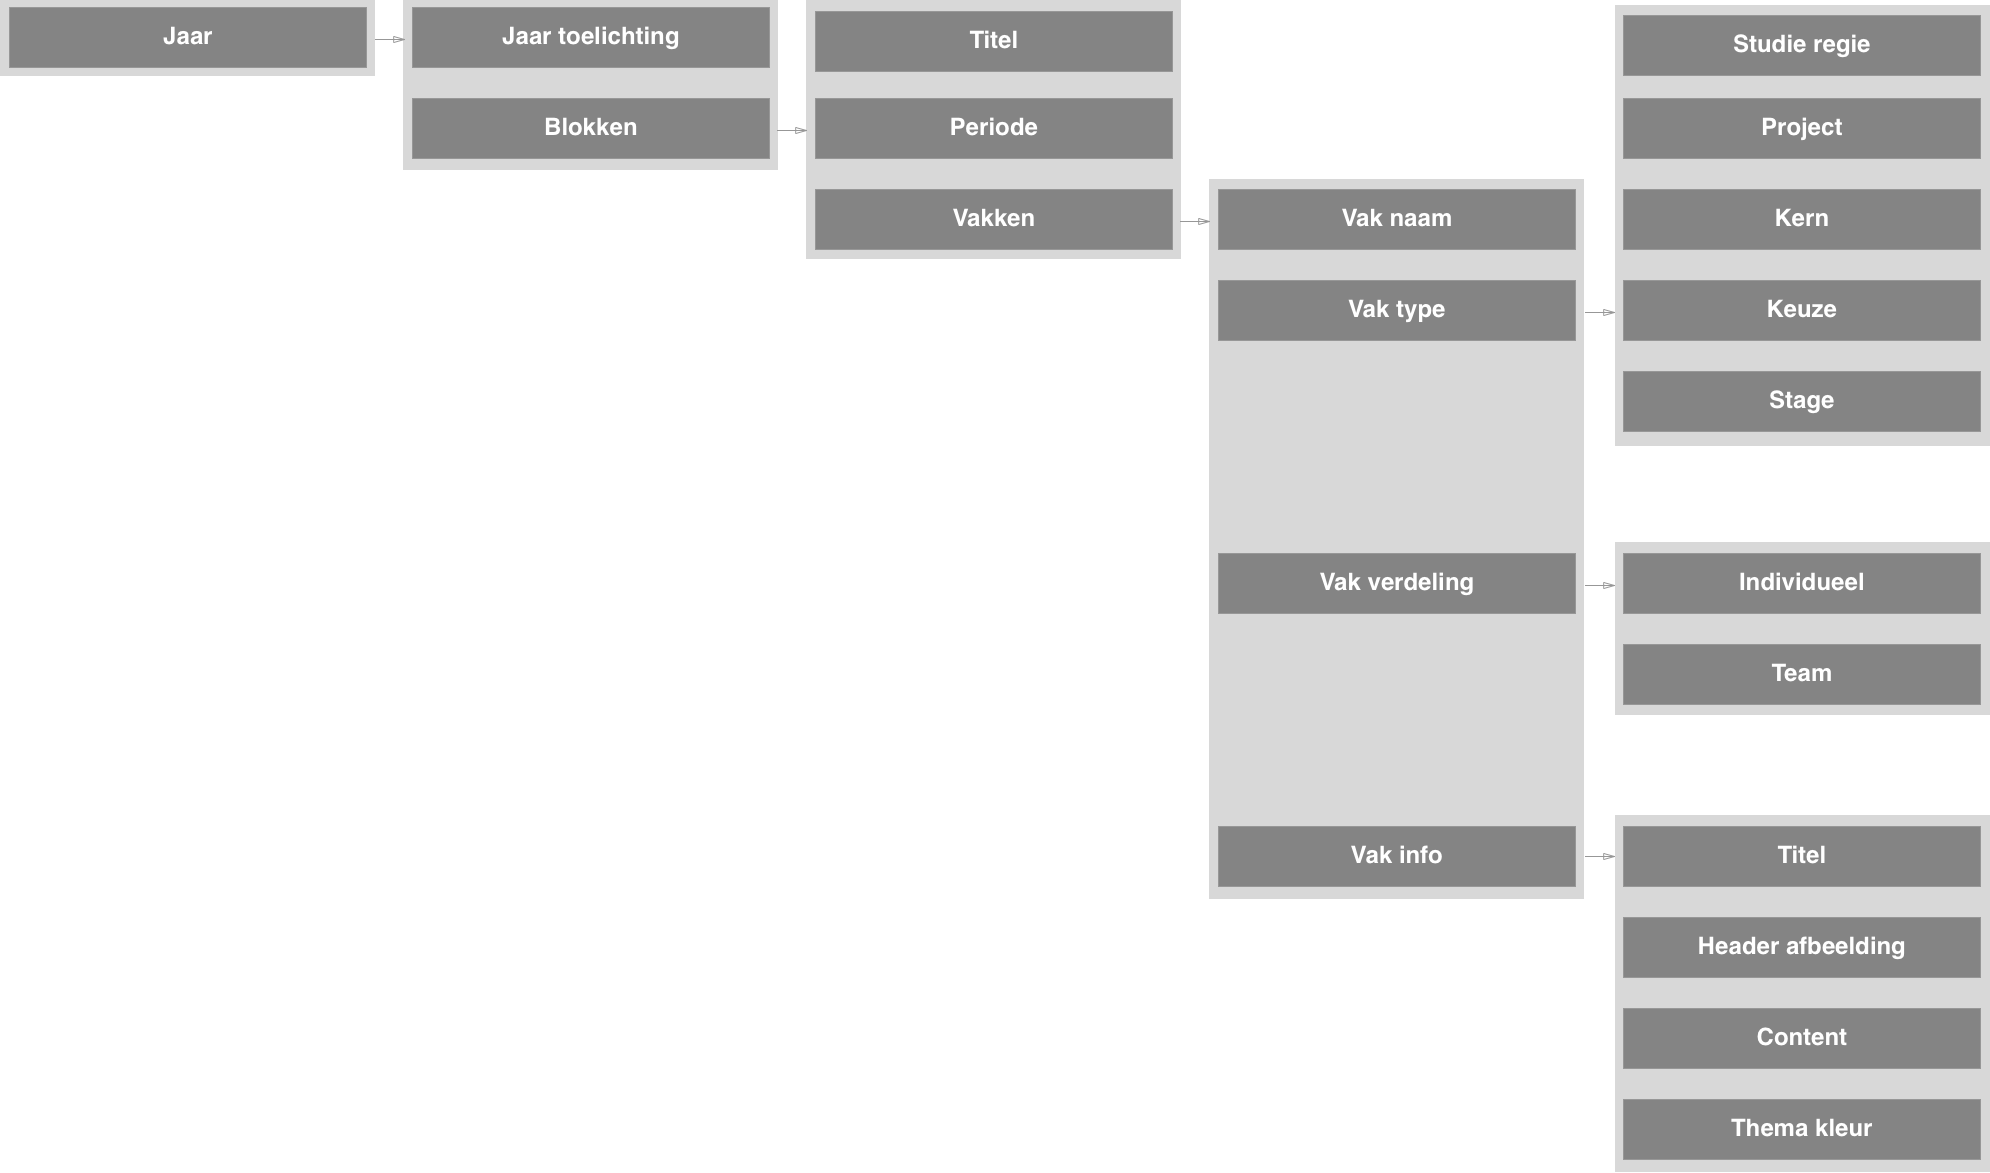 Jaar
Jaar toelichting
Blokken
Titel
Periode
Vakken
Vak naam
Vak type
Vak verdeling
Vak info
Studie regie
Project
Kern
Keuze
Stage
Individueel
Team
Titel
Header afbeelding
Content
Thema kleur